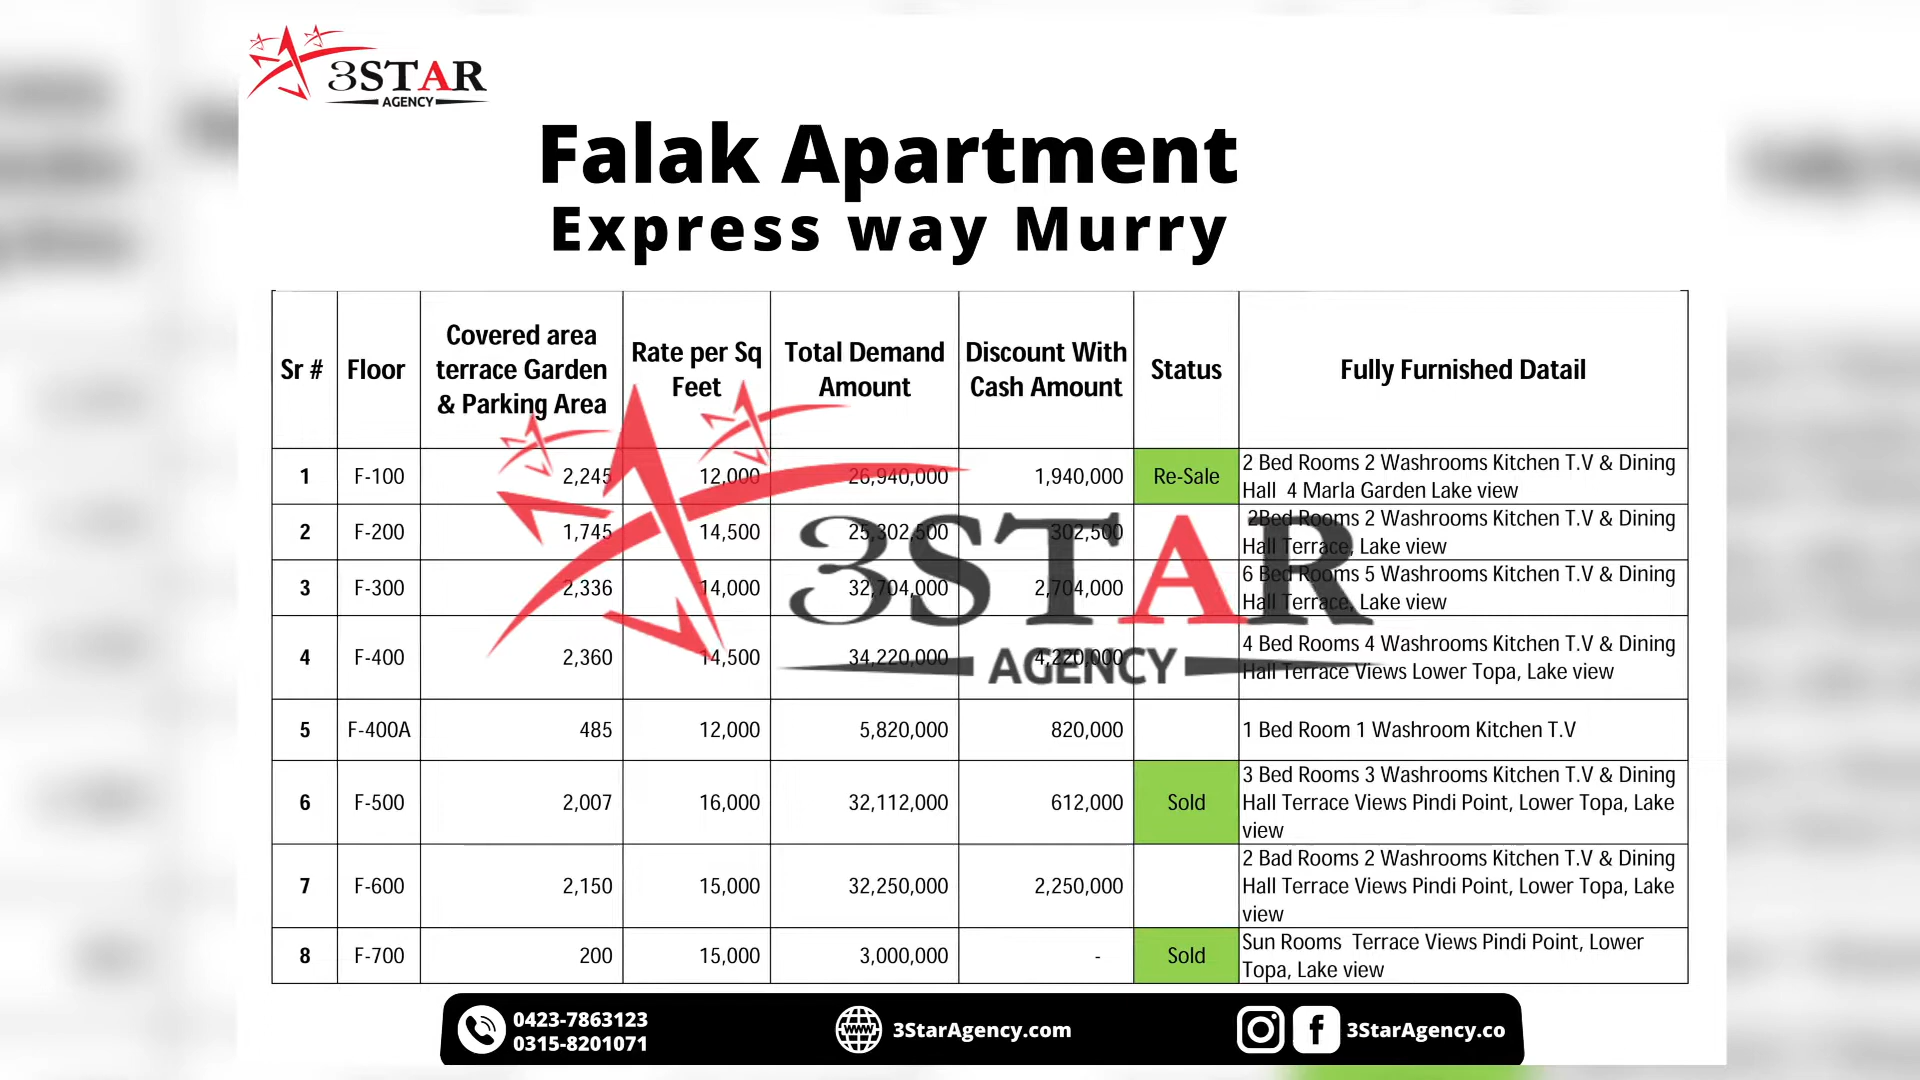 3STAR
AGENCY
Falak Apartment
Express way Murry
Sr # Floor Covered area terrace Garden & Parking Area Rate per Sq Feet Total Demand Amount Discount With Cash Amount Status Fully Furnished Datail
1 F-100 2,245 12,000 26,940,000 1,940,000 Re-Sale 2 Bed Rooms 2 Washrooms Kitchen T.V & Dining
Hall 4 Marla Garden Lake view
2 F-200 1,745 14,500 25,302,500 302,500 2Bed Rooms 2 Washrooms Kitchen T.V & Dining
Hall Terrace, Lake view
3 F-300 2,336 14,000 32,704,000 2,704,000 6 Bed Rooms 5 Washrooms Kitchen T.V & Dining
Hall Terrace, Lake view
4 F-400 2,360 14,500 34,220,000 4,220,000 4 Bed Rooms 4 Washrooms Kitchen T.V & Dining
Hall Terrace Views Lower Topa, Lake view
5 F-400A 485 12,000 5,820,000 820,000 1 Bed Room 1 Washroom Kitchen T.V
6 F-500 2,007 16,000 32,112,000 612,000 Sold 3 Bed Rooms 3 Washrooms Kitchen T.V & Dining
Hall Terrace Views Pindi Point, Lower Topa, Lake
view
7 F-600 2,150 15,000 32,250,000 2,250,000 2 Bad Rooms 2 Washrooms Kitchen T.V & Dining
Hall Terrace Views Pindi Point, Lower Topa, Lake
view
8 F-700 200 15,000 3,000,000 - Sold Sun Rooms Terrace Views Pindi Point, Lower
Topa, Lake view
3STAR
AGENCY
0423-7863123
0315-8201071
www
3StarAgency.com
3StarAgency.co